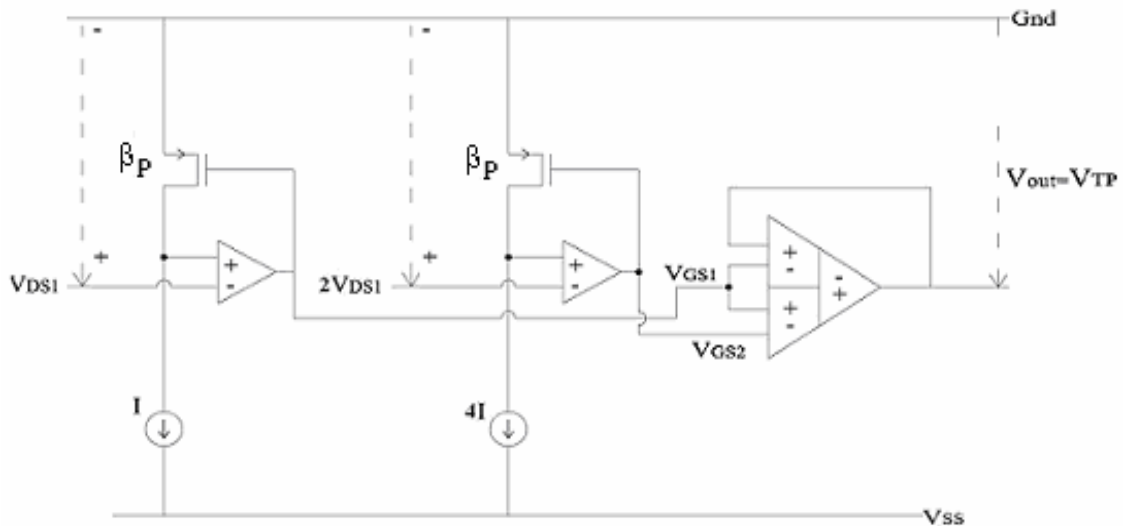 Gnd
- -
βP βP
Vout=VTP
+ +
VDS1 + - 2VDS1 + - VGS1 + - + - - +
VGS2
I 4I
VSS